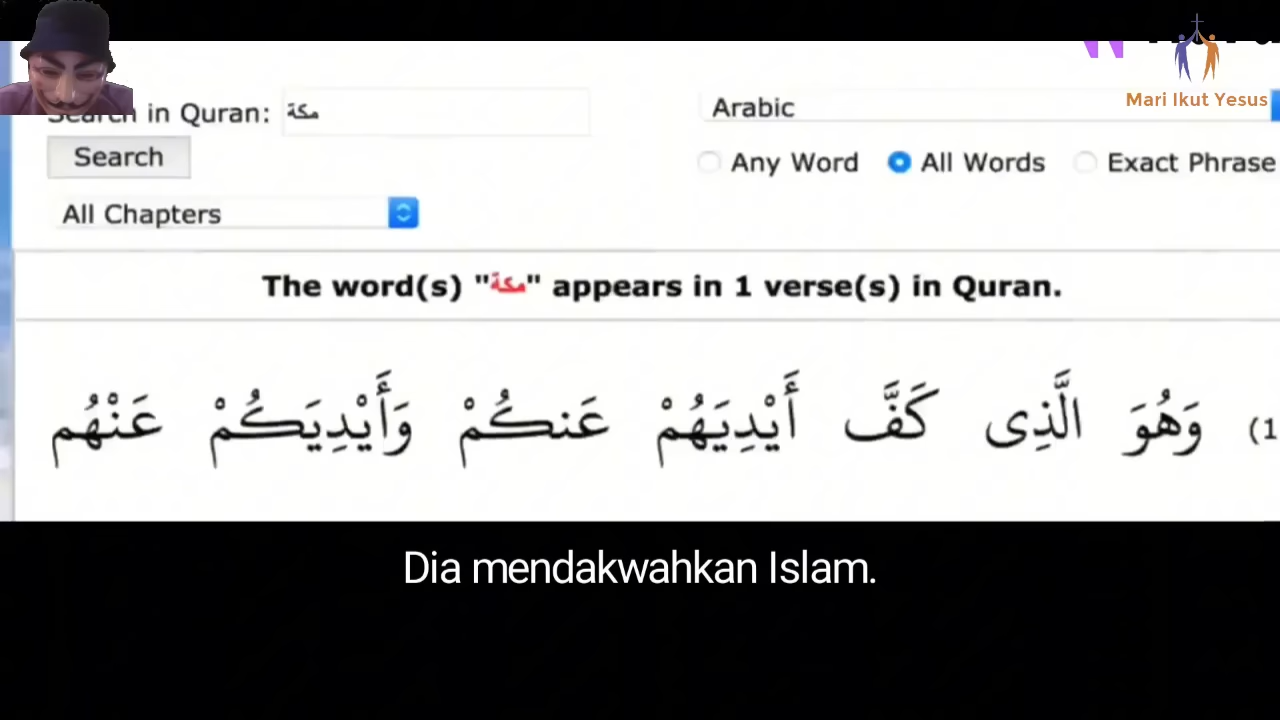 Mari Ikut Yesus
in Quran: مكة
Arabic
Search
Any Word
All Words
Exact Phrase
All Chapters
The word(s) "مكة" appears in 1 verse(s) in Quran.
وَهُوَ الَّذِى كَفَّ أَيْدِيَهُمْ عَنكُمْ وَأَيْدِيَكُمْ عَنْهُم
Dia mendakwahkan Islam.